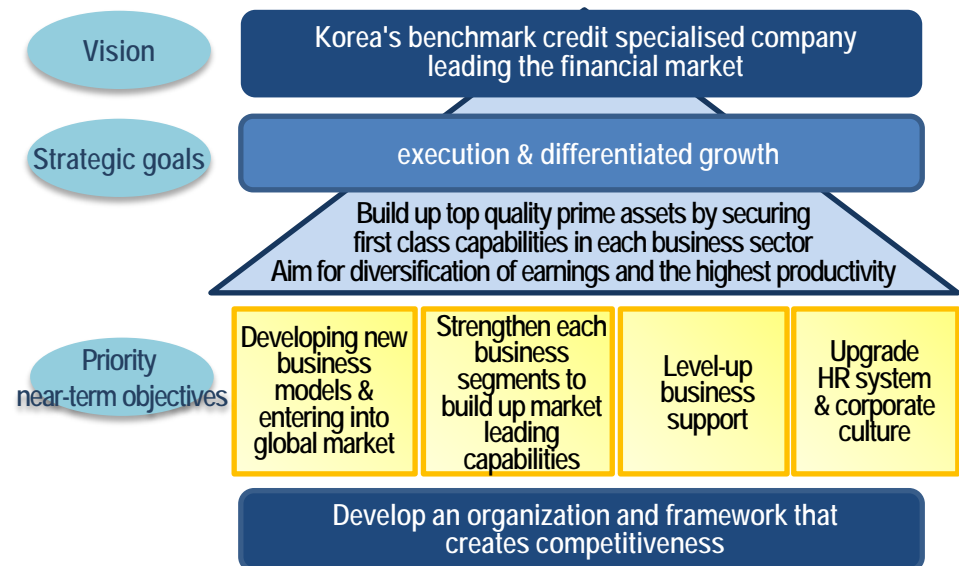 Vision
Korea's benchmark credit specialised company
leading the financial market
Strategic goals
execution & differentiated growth
Build up top quality prime assets by securing
first class capabilities in each business sector
Aim for diversification of earnings and the highest productivity
Priority
near-term objectives
Developing new
business
models &
entering into
global market
Strengthen each
business
segments to
build up market
leading
capabilities
Level-up
business
support
Upgrade
HR system
& corporate
culture
Develop an organization and framework that
creates competitiveness